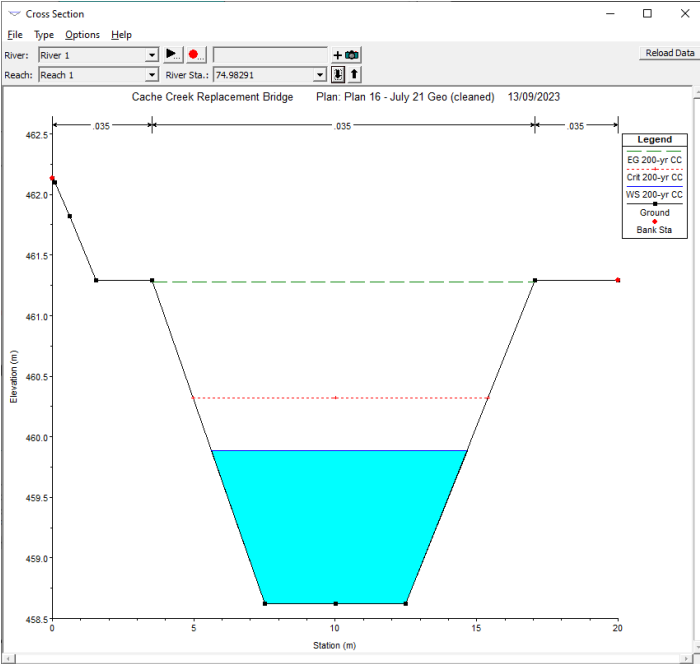 Cross Section
File Type Options Help
River: River 1
Reload Data
Reach: Reach 1 River Sta.: 74.98291
Cache Creek Replacement Bridge Plan: Plan 16 - July 21 Geo (cleaned) 13/09/2023
.035 .035 .035
Legend
EG 200-yr CC
Crit 200-yr CC
WS 200-yr CC
Ground
Bank Sta
462.5
462.0
461.5
461.0
460.5
460.0
459.5
459.0
458.5
Elevation (m)
0 5 10 15 20
Station (m)